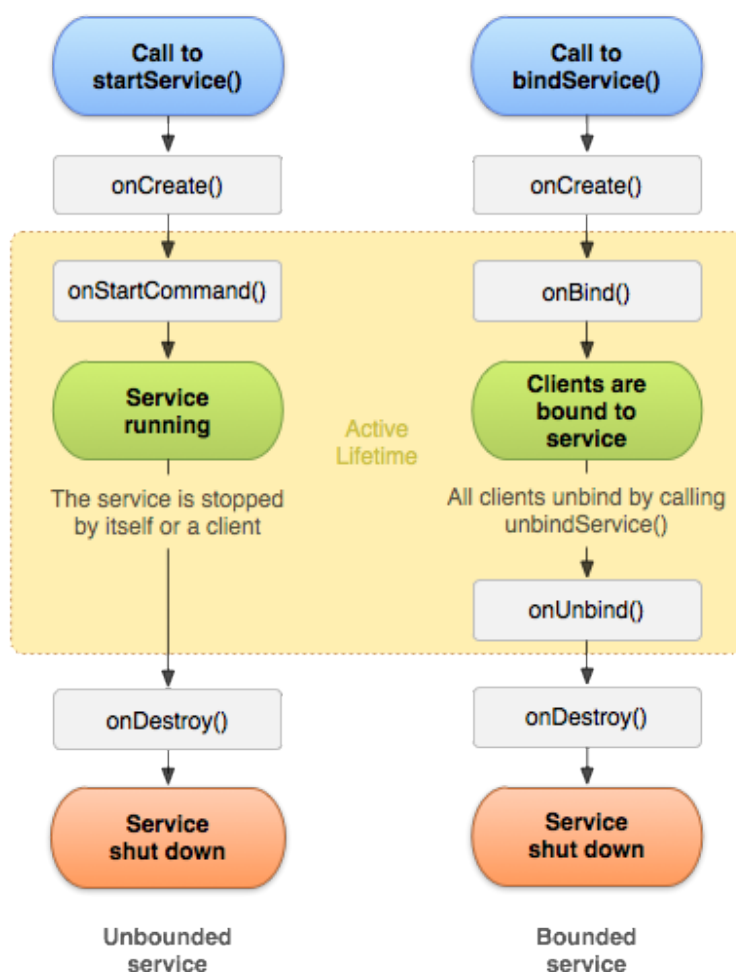 Call to
startService()
onCreate()
onStartCommand()
Service
running
The service is stopped
by itself or a client
onDestroy()
Service
shut down
Unbounded
service
Active
Lifetime
Call to
bindService()
onCreate()
onBind()
Clients are
bound to
service
All clients unbind by calling
unbindService()
onUnbind()
onDestroy()
Service
shut down
Bounded
service